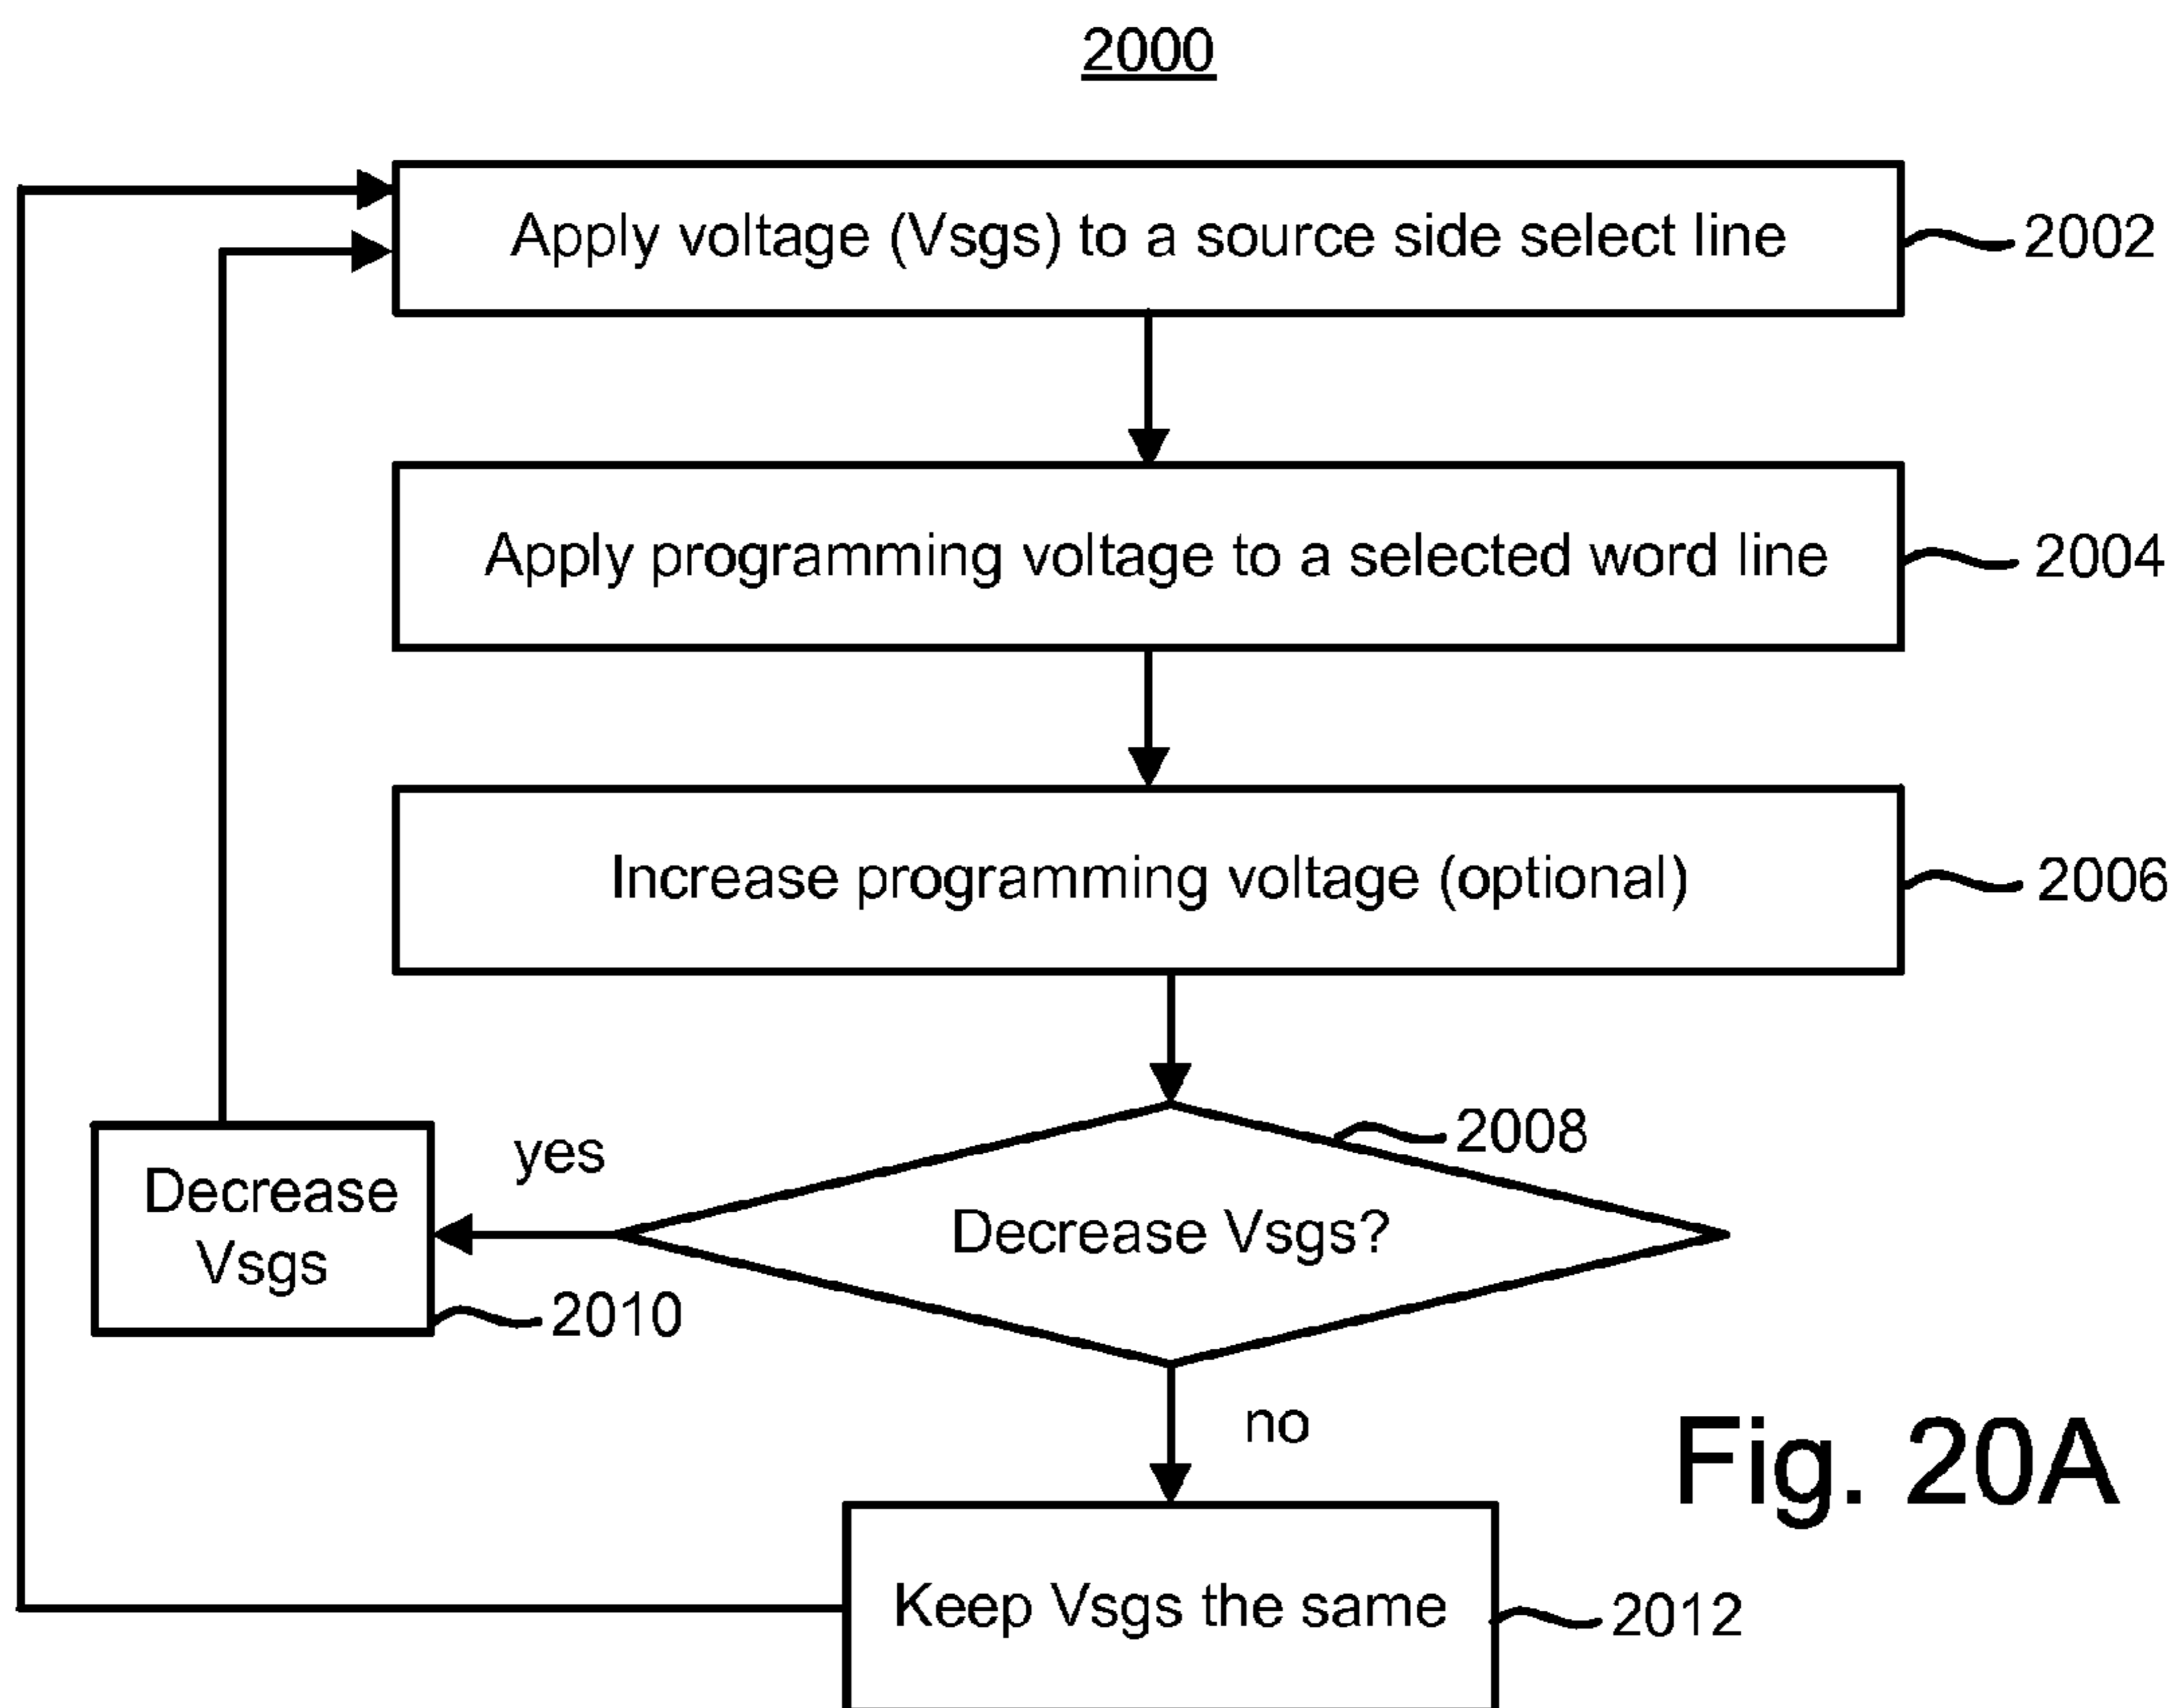 2000
Apply voltage (Vsgs) to a source side select line
2002
Apply programming voltage to a selected word line
2004
Increase programming voltage (optional)
2006
2008
Decrease Vsgs?
yes
Decrease
Vsgs
2010
no
Keep Vsgs the same
2012
Fig. 20A